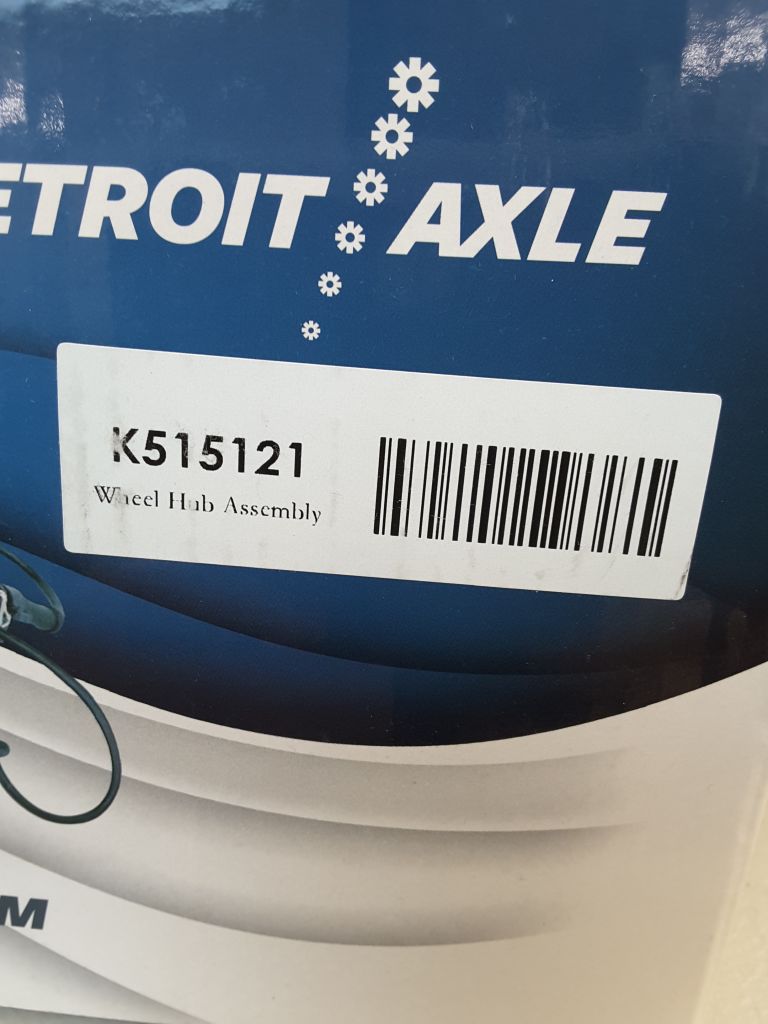 ETROIT AXLE
K515121
Wheel Hub Assembly
M